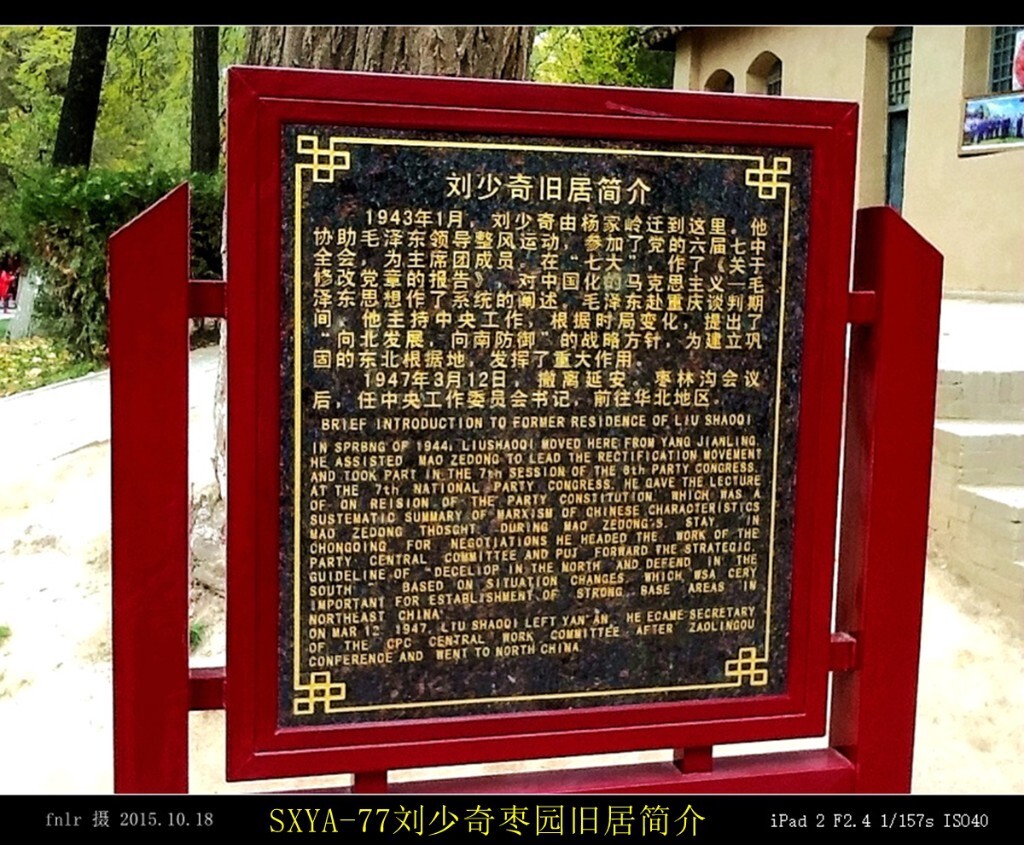 刘少奇旧居简介
1943年1月，刘少奇由杨家岭迁到这里。他
协助毛泽东领导整风运动，参加了党的六届七中
全会，为主席团成员。在“七大”，作了《关于
修改党章的报告》，对中国化的马克思主义—毛
泽东思想作了系统的阐述。毛泽东赴重庆谈判期
间，他主持中央工作，根据时局变化，提出了
“向北发展，向南防御”的战略方针，为建立巩
固的东北根据地，发挥了重大作用。
1947年3月12日，撤离延安。枣林沟会议
后，任中央工作委员会书记，前往华北地区。
BRIEF INTRODUCTION TO FORMER RESIDENCE OF LIU SHAOQI
IN SPRBNG OF 1944, LIUSHAOQI MOVED HERE FROM YANG JIANLING.
HE ASSISTED MAO ZEDONG TO LEAD THE RECTIFICATION MOVEMENT
AND TOOK PART IN THE 7th SESSION OF THE 6th PARTY CONGRESS.
AT THE 7th NATIONAL PARTY CONGRESS, HE GAVE THE LECTURE
OF ON REISION OF THE PARTY CONSTITUTION WHICH WAS A
SUSTEMATIC SUMMARY OF MARXISM OF CHINESE CHARACTERISTICS
MAO ZEDONG THOSGHT. DURING MAO ZEDONG'S STAY IN
CHONGOING FOR NEGOTIATIONS HE HEADED THE WORK OF THE
PARTY CENTRAL COMMITTEE AND PUT FORWARD THE STRATEGIC.
GUIDELINE OF "DECELIOP IN THE NORTH AND DEFEND IN THE
SOUTH" BASED ON SITUATION CHANGES, WHICH WSA CERY
IMPORTANT FOR ESTABLISHMENT OF STRONG BASE AREAS IN
NORTHEAST CHINA.
ON MAR 12, 1947, LIU SHAOQI LEFT YAN'AN. HE ECAME SECRETARY
OF THE CPC CENTRAL WORK COMMITTEE AFTER ZAOLINGOU
CONFERENCE AND WENT TO NORTH CHINA.
fnlr 摄 2015.10.18
SXYA-77刘少奇枣园旧居简介
iPad 2 F2.4 1/157s ISO40